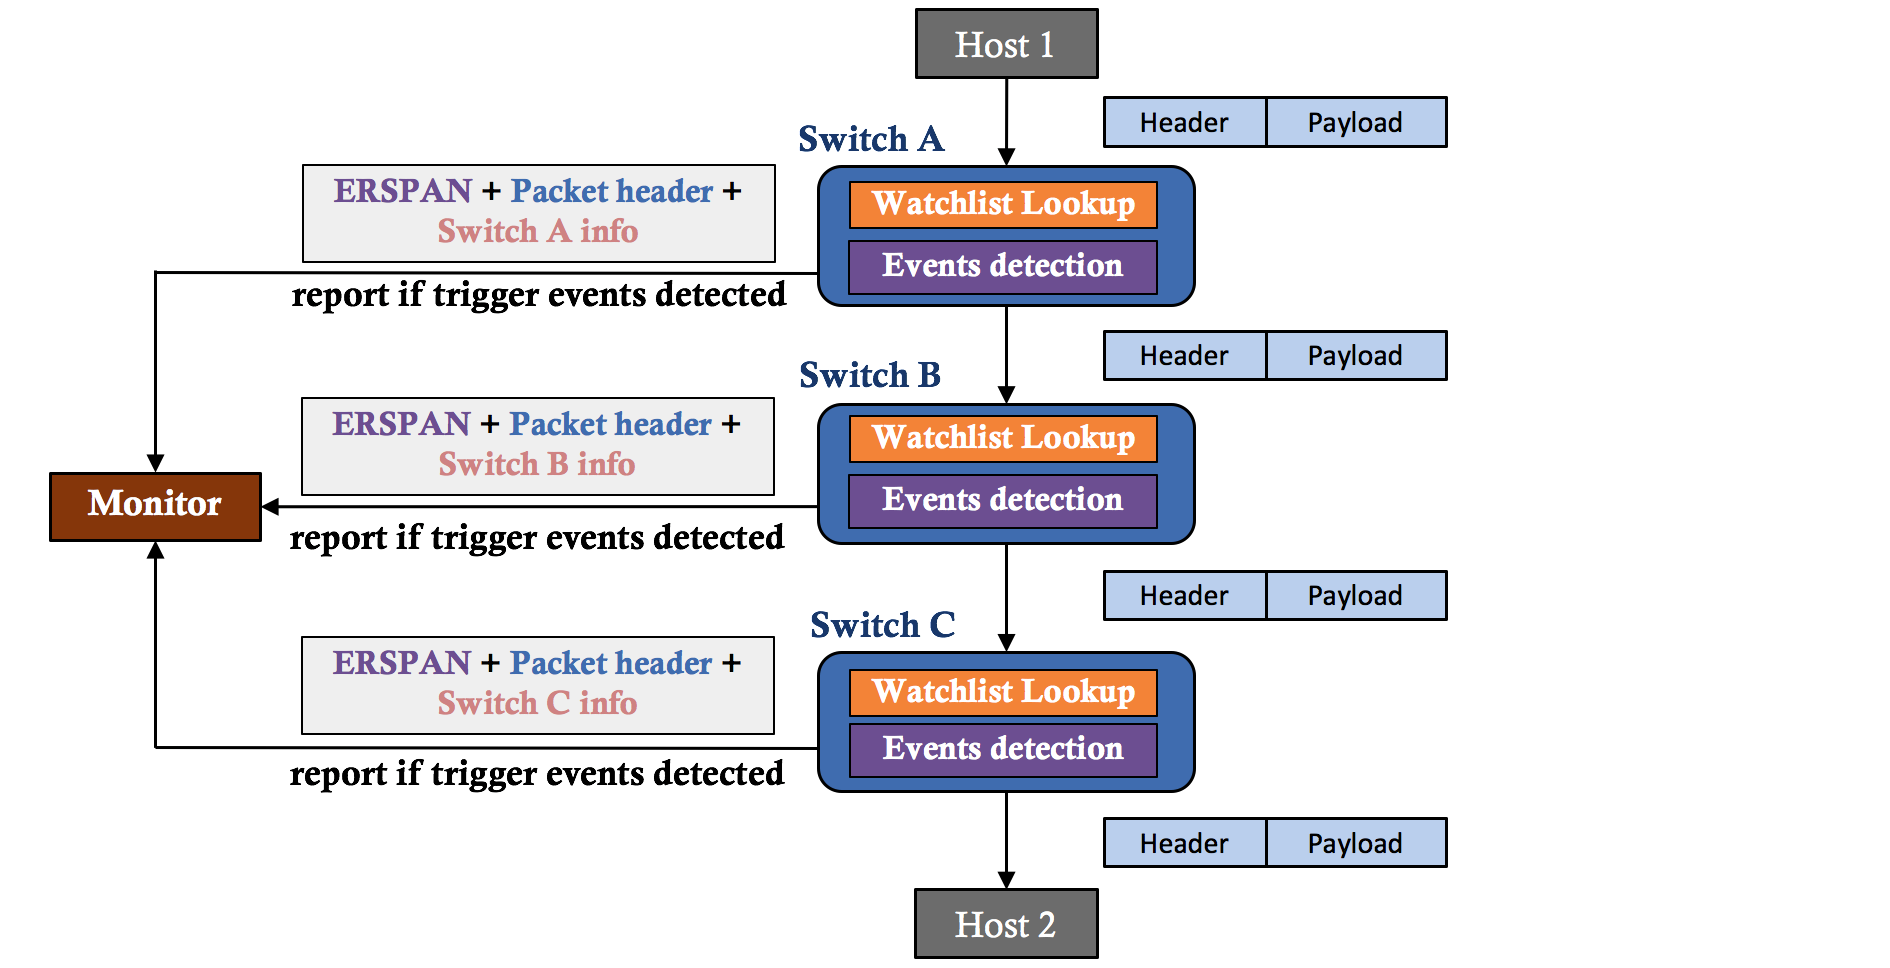 Host 1
Header Payload
Switch A
ERSPAN + Packet header +
Switch A info
Watchlist Lookup
Events detection
report if trigger events detected
Header Payload
Switch B
ERSPAN + Packet header +
Switch B info
Watchlist Lookup
Events detection
Monitor
report if trigger events detected
Header Payload
Switch C
ERSPAN + Packet header +
Switch C info
Watchlist Lookup
Events detection
report if trigger events detected
Header Payload
Host 2